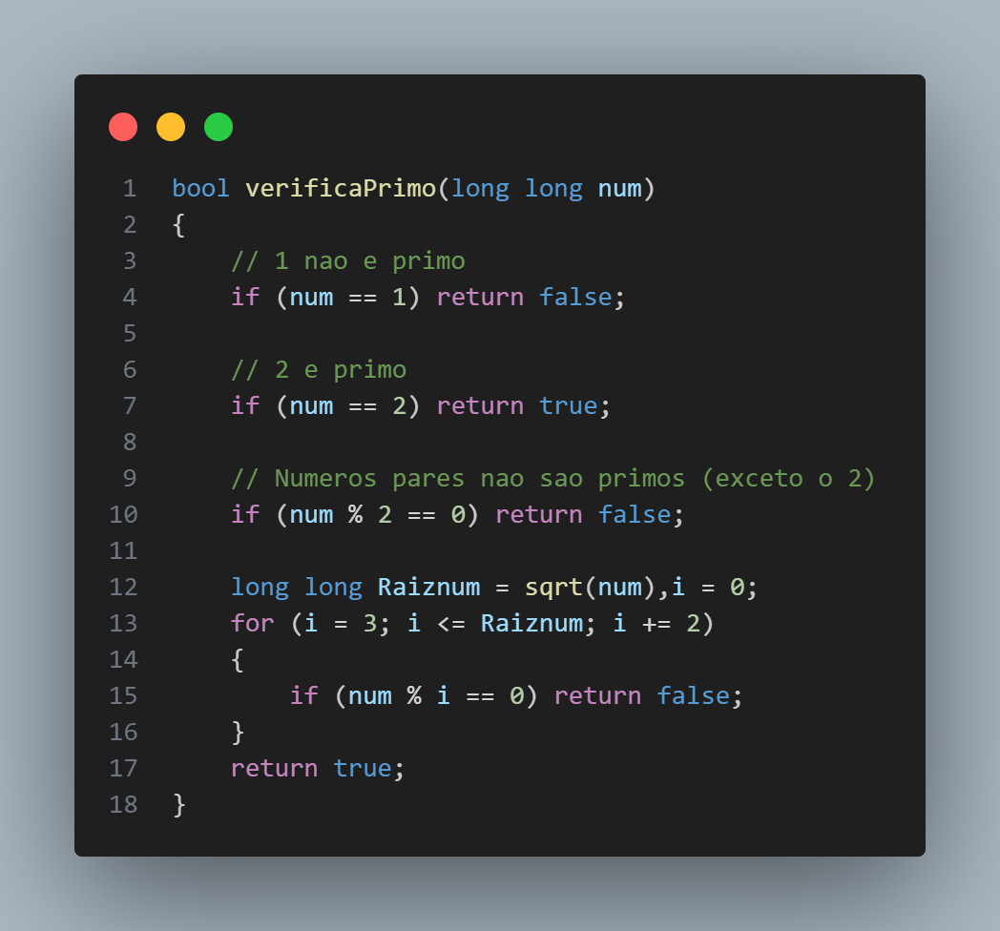 1 bool verificaPrimo(long long num)
2 {
3     // 1 nao e primo
4     if (num == 1) return false;
5
6     // 2 e primo
7     if (num == 2) return true;
8
9     // Numeros pares nao sao primos (exceto o 2)
10     if (num % 2 == 0) return false;
11
12     long long Raiznum = sqrt(num),i = 0;
13     for (i = 3; i <= Raiznum; i += 2)
14     {
15         if (num % i == 0) return false;
16     }
17     return true;
18 }